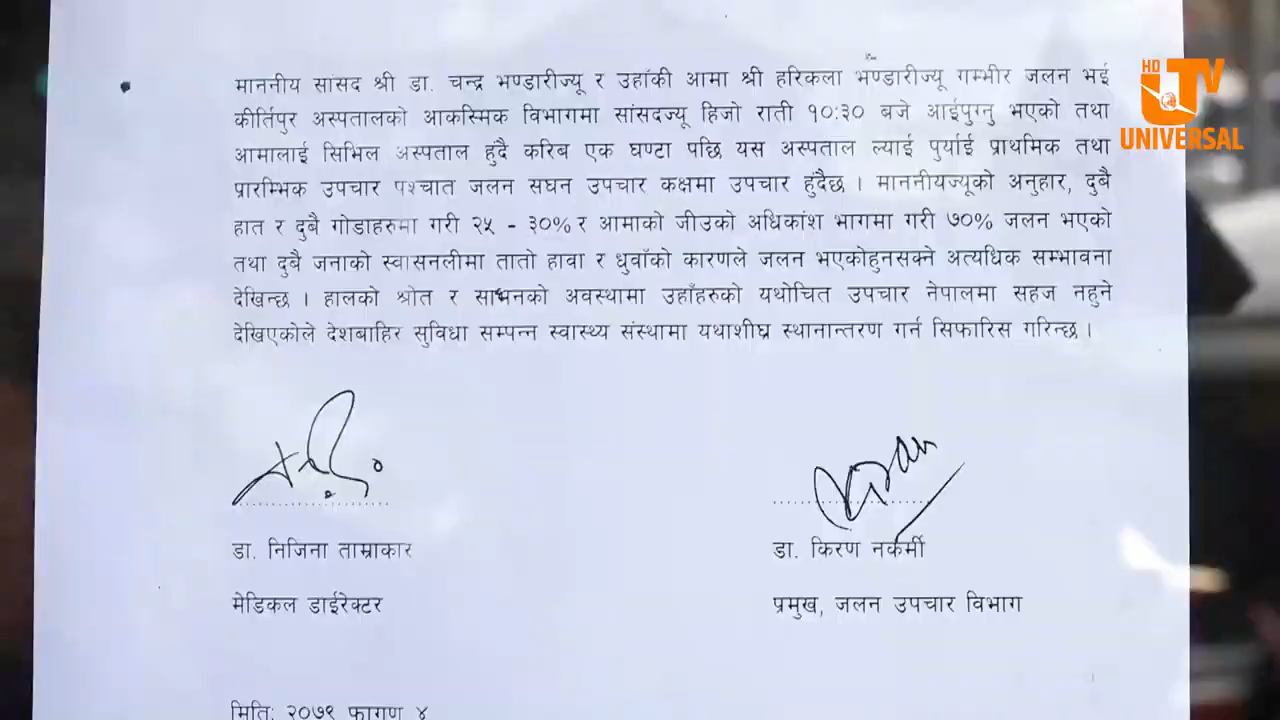 HD
UTV
UNIVERSAL
माननीय सांसद श्री डा. चन्द्र भण्डारीज्यू र उहाँकी आमा श्री हरिकला भण्डारीज्यू गम्भीर जलन भई
कीर्तिपुर अस्पतालको आकस्मिक विभागमा सांसदज्यू हिजो राती १०:३० बजे आईपुग्नु भएको तथा
आमालाई सिभिल अस्पताल हुदै करिब एक घण्टा पछि यस अस्पताल ल्याई पुर्याई प्राथमिक तथा
प्रारम्भिक उपचार पश्चात जलन सघन उपचार कक्षमा उपचार हुंदैछ । माननीयज्यूको अनुहार, दुबै
हात र दुबै गोडाहरुमा गरी २५ - ३०% र आमाको जीउको अधिकांश भागमा गरी ७०% जलन भएको
तथा दुबै जनाको स्वासनलीमा तातो हावा र धुवाँको कारणले जलन भएकोहुनसक्ने अत्यधिक सम्भावना
देखिन्छ । हालको श्रोत र साधनको अवस्थामा उहाँहरुको यथोचित उपचार नेपालमा सहज नहुने
देखिएकोले देशबाहिर सुविधा सम्पन्न स्वास्थ्य संस्थामा यथाशीघ्र स्थानान्तरण गर्न सिफारिस गरिन्छ ।
डा. निजिना ताम्राकार
डा. किरण नकर्मी
मेडिकल डाईरेक्टर
प्रमुख, जलन उपचार विभाग
मिति: २०७९ फागुण ४